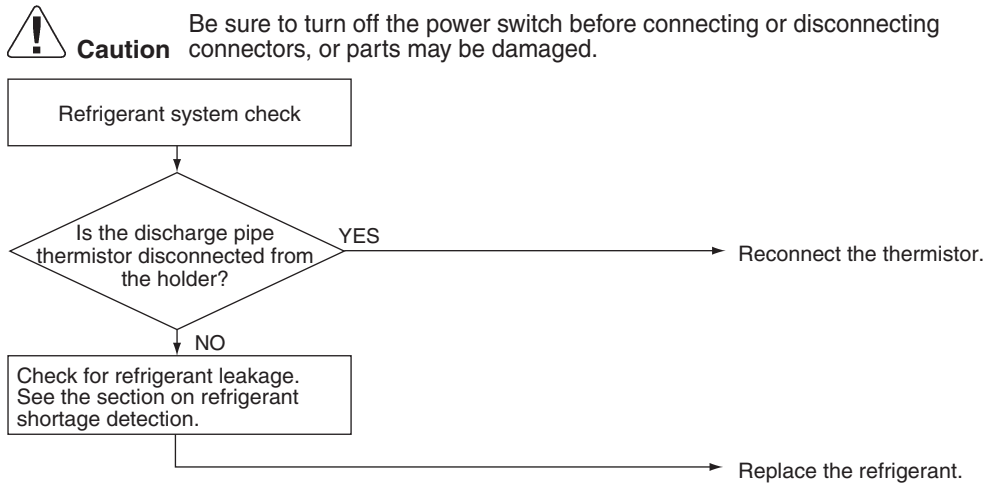 Be sure to turn off the power switch before connecting or disconnecting
Caution connectors, or parts may be damaged.
Refrigerant system check
Is the discharge pipe
thermistor disconnected from
the holder?
YES
Reconnect the thermistor.
NO
Check for refrigerant leakage.
See the section on refrigerant
shortage detection.
Replace the refrigerant.